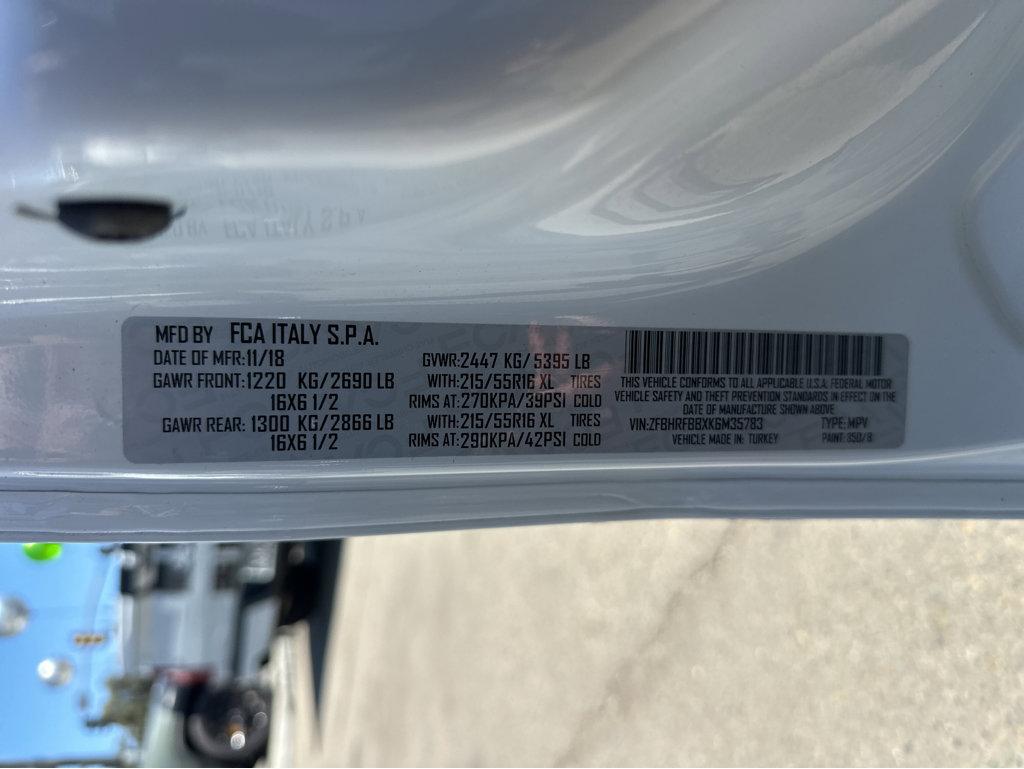 MFD BY FCA ITALY S.P.A.
DATE OF MFR:11/18
GAWR FRONT:1220 KG/2690 LB
16X6 1/2
GAWR REAR: 1300 KG/2866 LB
16X6 1/2
GVWR:2447 KG/5395 LB
WITH:215/55R16 XL TIRES
RIMS AT:270KPA/39PSI COLD
WITH:215/55R16 XL TIRES
RIMS AT:290KPA/42PSI COLD
THIS VEHICLE CONFORMS TO ALL APPLICABLE U.S.A. FEDERAL MOTOR
VEHICLE SAFETY AND THEFT PREVENTION STANDARDS IN EFFECT ON THE
DATE OF MANUFACTURE SHOWN ABOVE
VIN:ZFBHRFBBXK6M35783 TYPE: MPV
VEHICLE MADE IN: TURKEY PAINT: 350/B